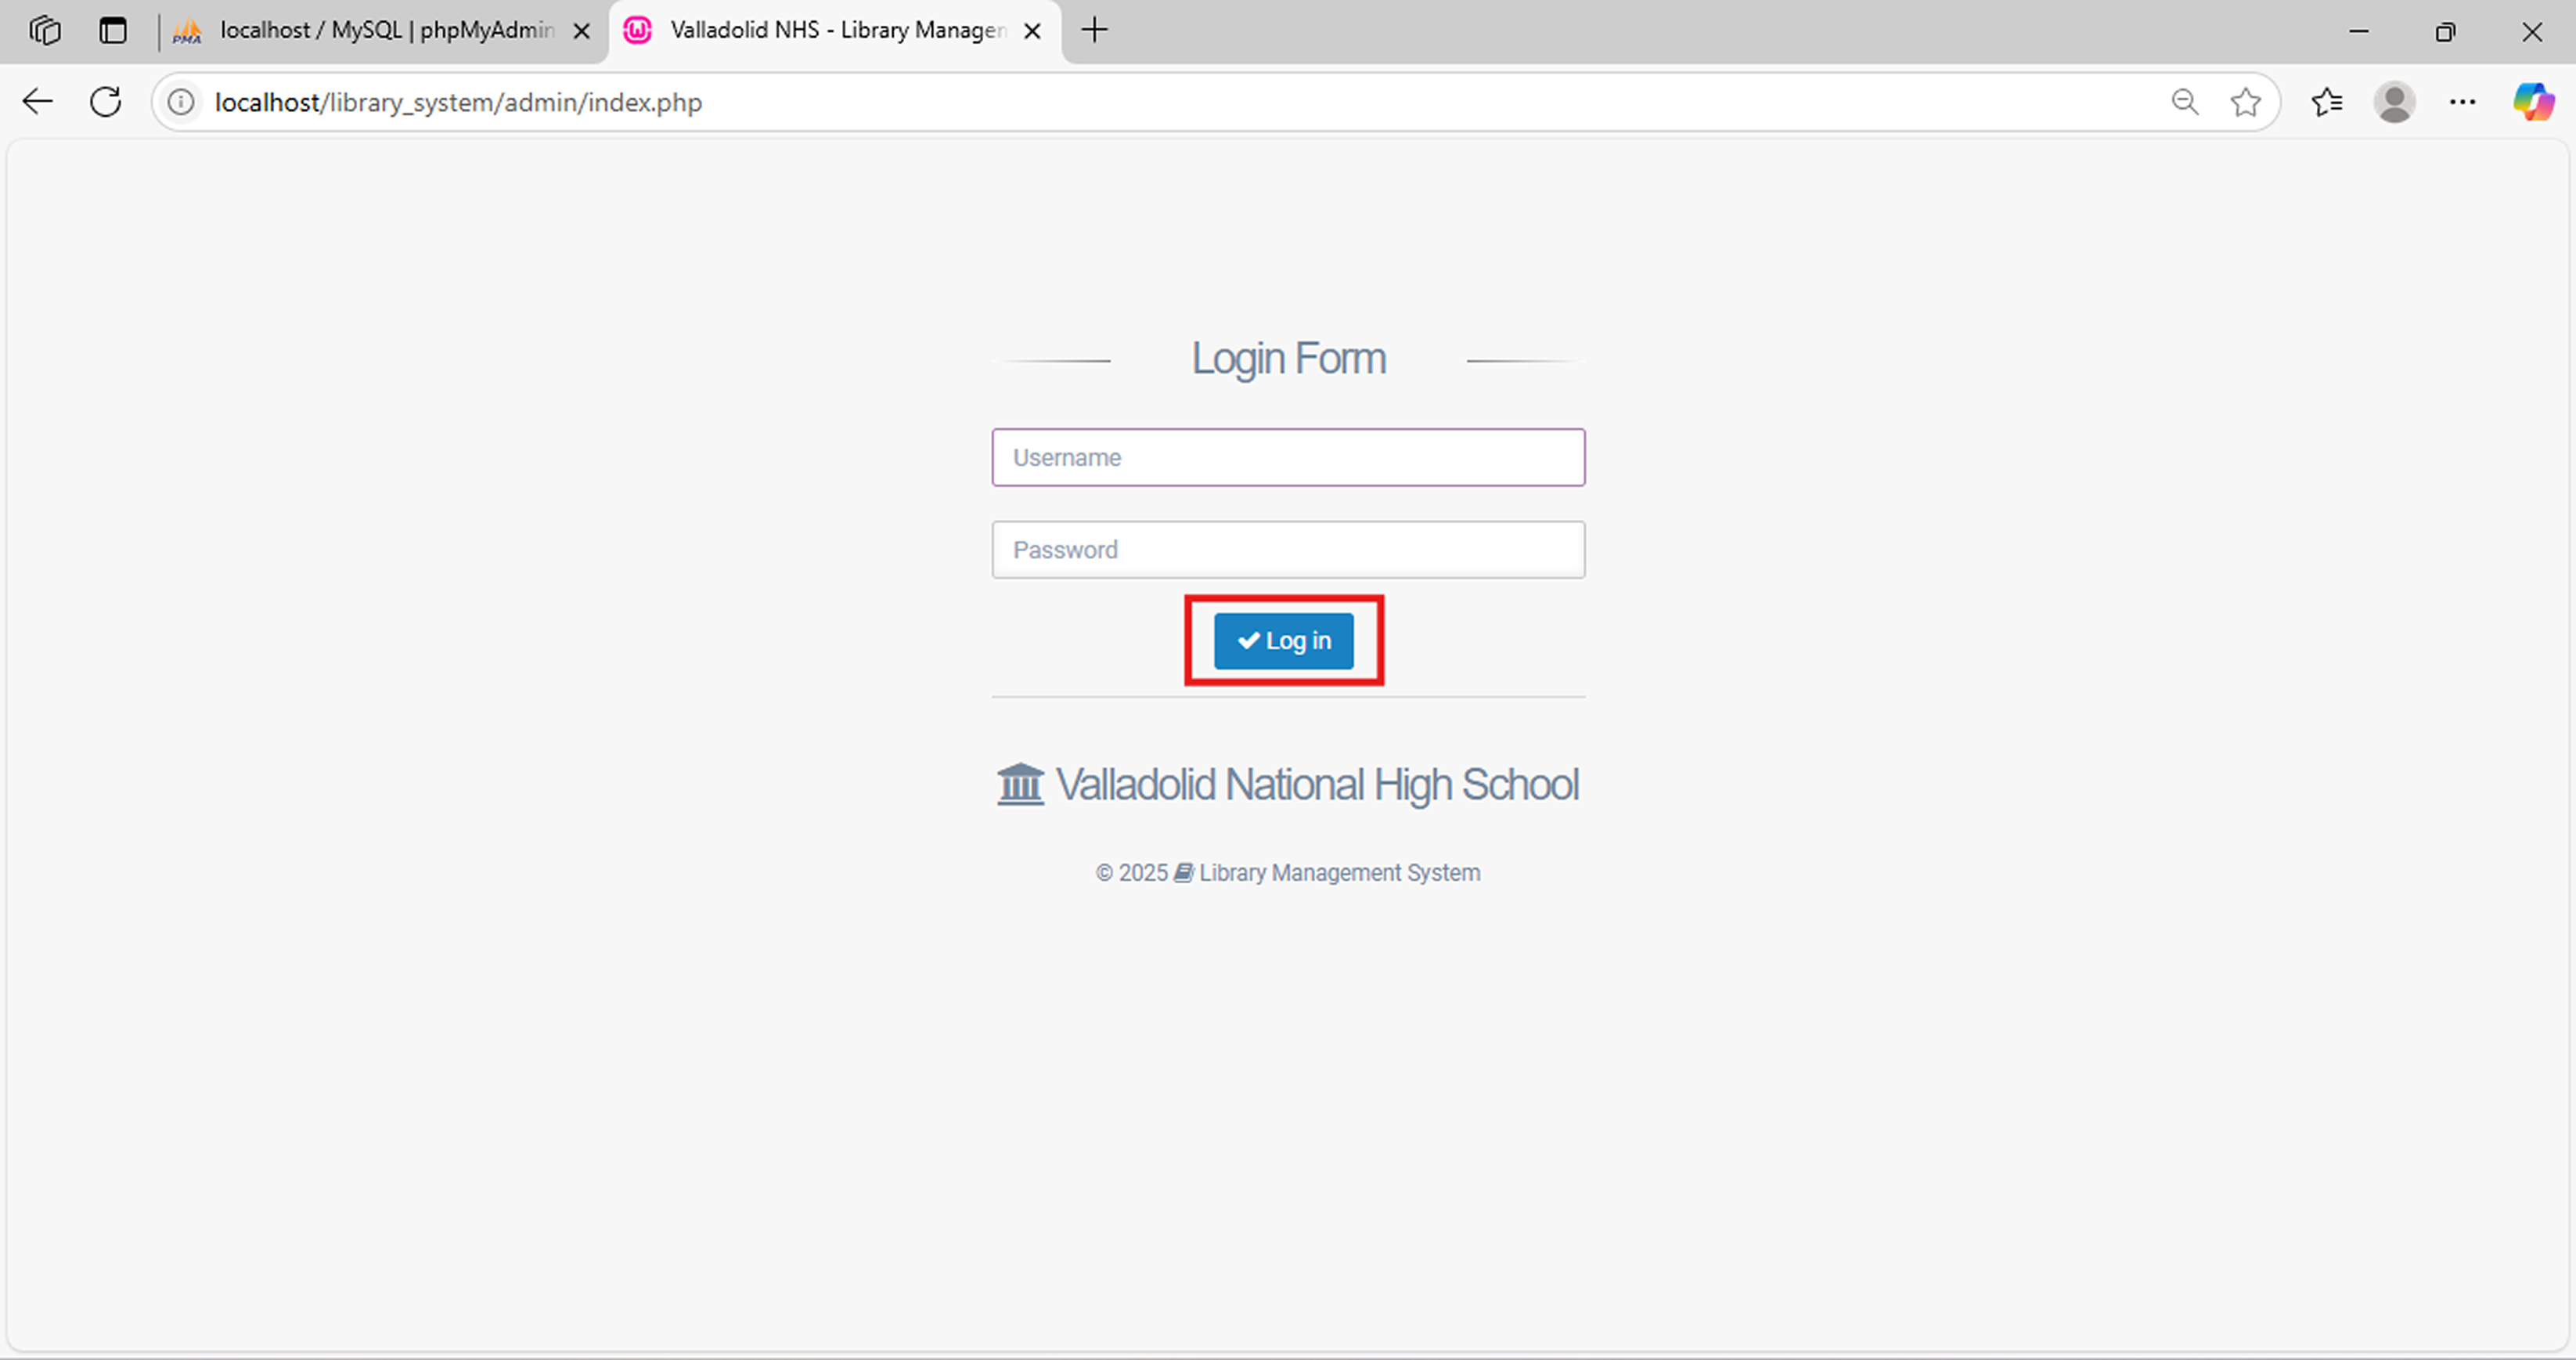 localhost / MySQL | phpMyAdmin
Valladolid NHS - Library Managen
localhost/library_system/admin/index.php
Login Form
Username
Password
Log in
Valladolid National High School
© 2025 Library Management System